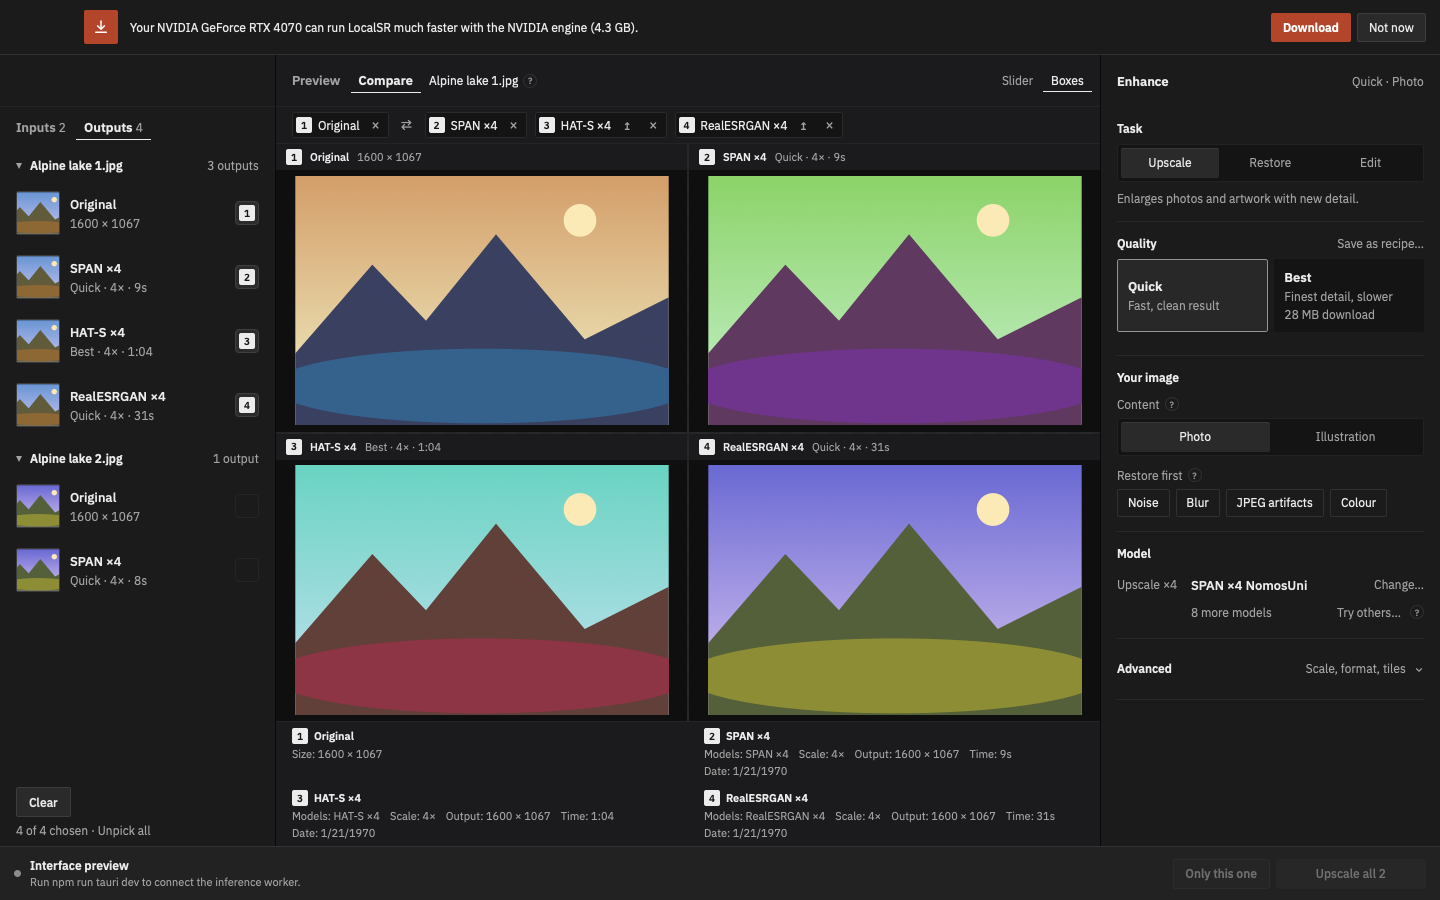 Your NVIDIA GeForce RTX 4070 can run LocalSR much faster with the NVIDIA engine (4.3 GB).
Download
Not now
Inputs 2
Outputs 4
Alpine lake 1.jpg
3 outputs
Original
1600 × 1067
1
SPAN ×4
Quick · 4× · 9s
2
HAT-S ×4
Best · 4× · 1:04
3
RealESRGAN ×4
Quick · 4× · 31s
4
Alpine lake 2.jpg
1 output
Original
1600 × 1067
SPAN ×4
Quick · 4× · 8s
Clear
4 of 4 chosen · Unpick all
Preview
Compare
Alpine lake 1.jpg
?
Slider
Boxes
1 Original ×
⇄
2 SPAN ×4 ×
3 HAT-S ×4 ↥ ×
4 RealESRGAN ×4 ↥ ×
1 Original 1600 × 1067
2 SPAN ×4 Quick · 4× · 9s
3 HAT-S ×4 Best · 4× · 1:04
4 RealESRGAN ×4 Quick · 4× · 31s
1 Original
Size: 1600 × 1067
2 SPAN ×4
Models: SPAN ×4 Scale: 4× Output: 1600 × 1067 Time: 9s
Date: 1/21/1970
3 HAT-S ×4
Models: HAT-S ×4 Scale: 4× Output: 1600 × 1067 Time: 1:04
Date: 1/21/1970
4 RealESRGAN ×4
Models: RealESRGAN ×4 Scale: 4× Output: 1600 × 1067 Time: 31s
Date: 1/21/1970
Enhance
Quick · Photo
Task
Upscale
Restore
Edit
Enlarges photos and artwork with new detail.
Quality
Save as recipe…
Quick
Fast, clean result
Best
Finest detail, slower
28 MB download
Your image
Content ?
Photo
Illustration
Restore first ?
Noise
Blur
JPEG artifacts
Colour
Model
Upscale ×4
SPAN ×4 NomosUni
Change…
8 more models
Try others… ?
Advanced
Scale, format, tiles
Interface preview
Run npm run tauri dev to connect the inference worker.
Only this one
Upscale all 2